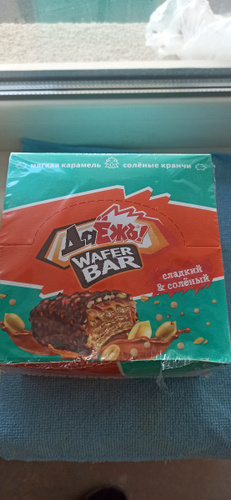 мягкая карамель солёные кранчи
ДаЁЖЪ!
WAFER
BAR
сладкий
& солёный